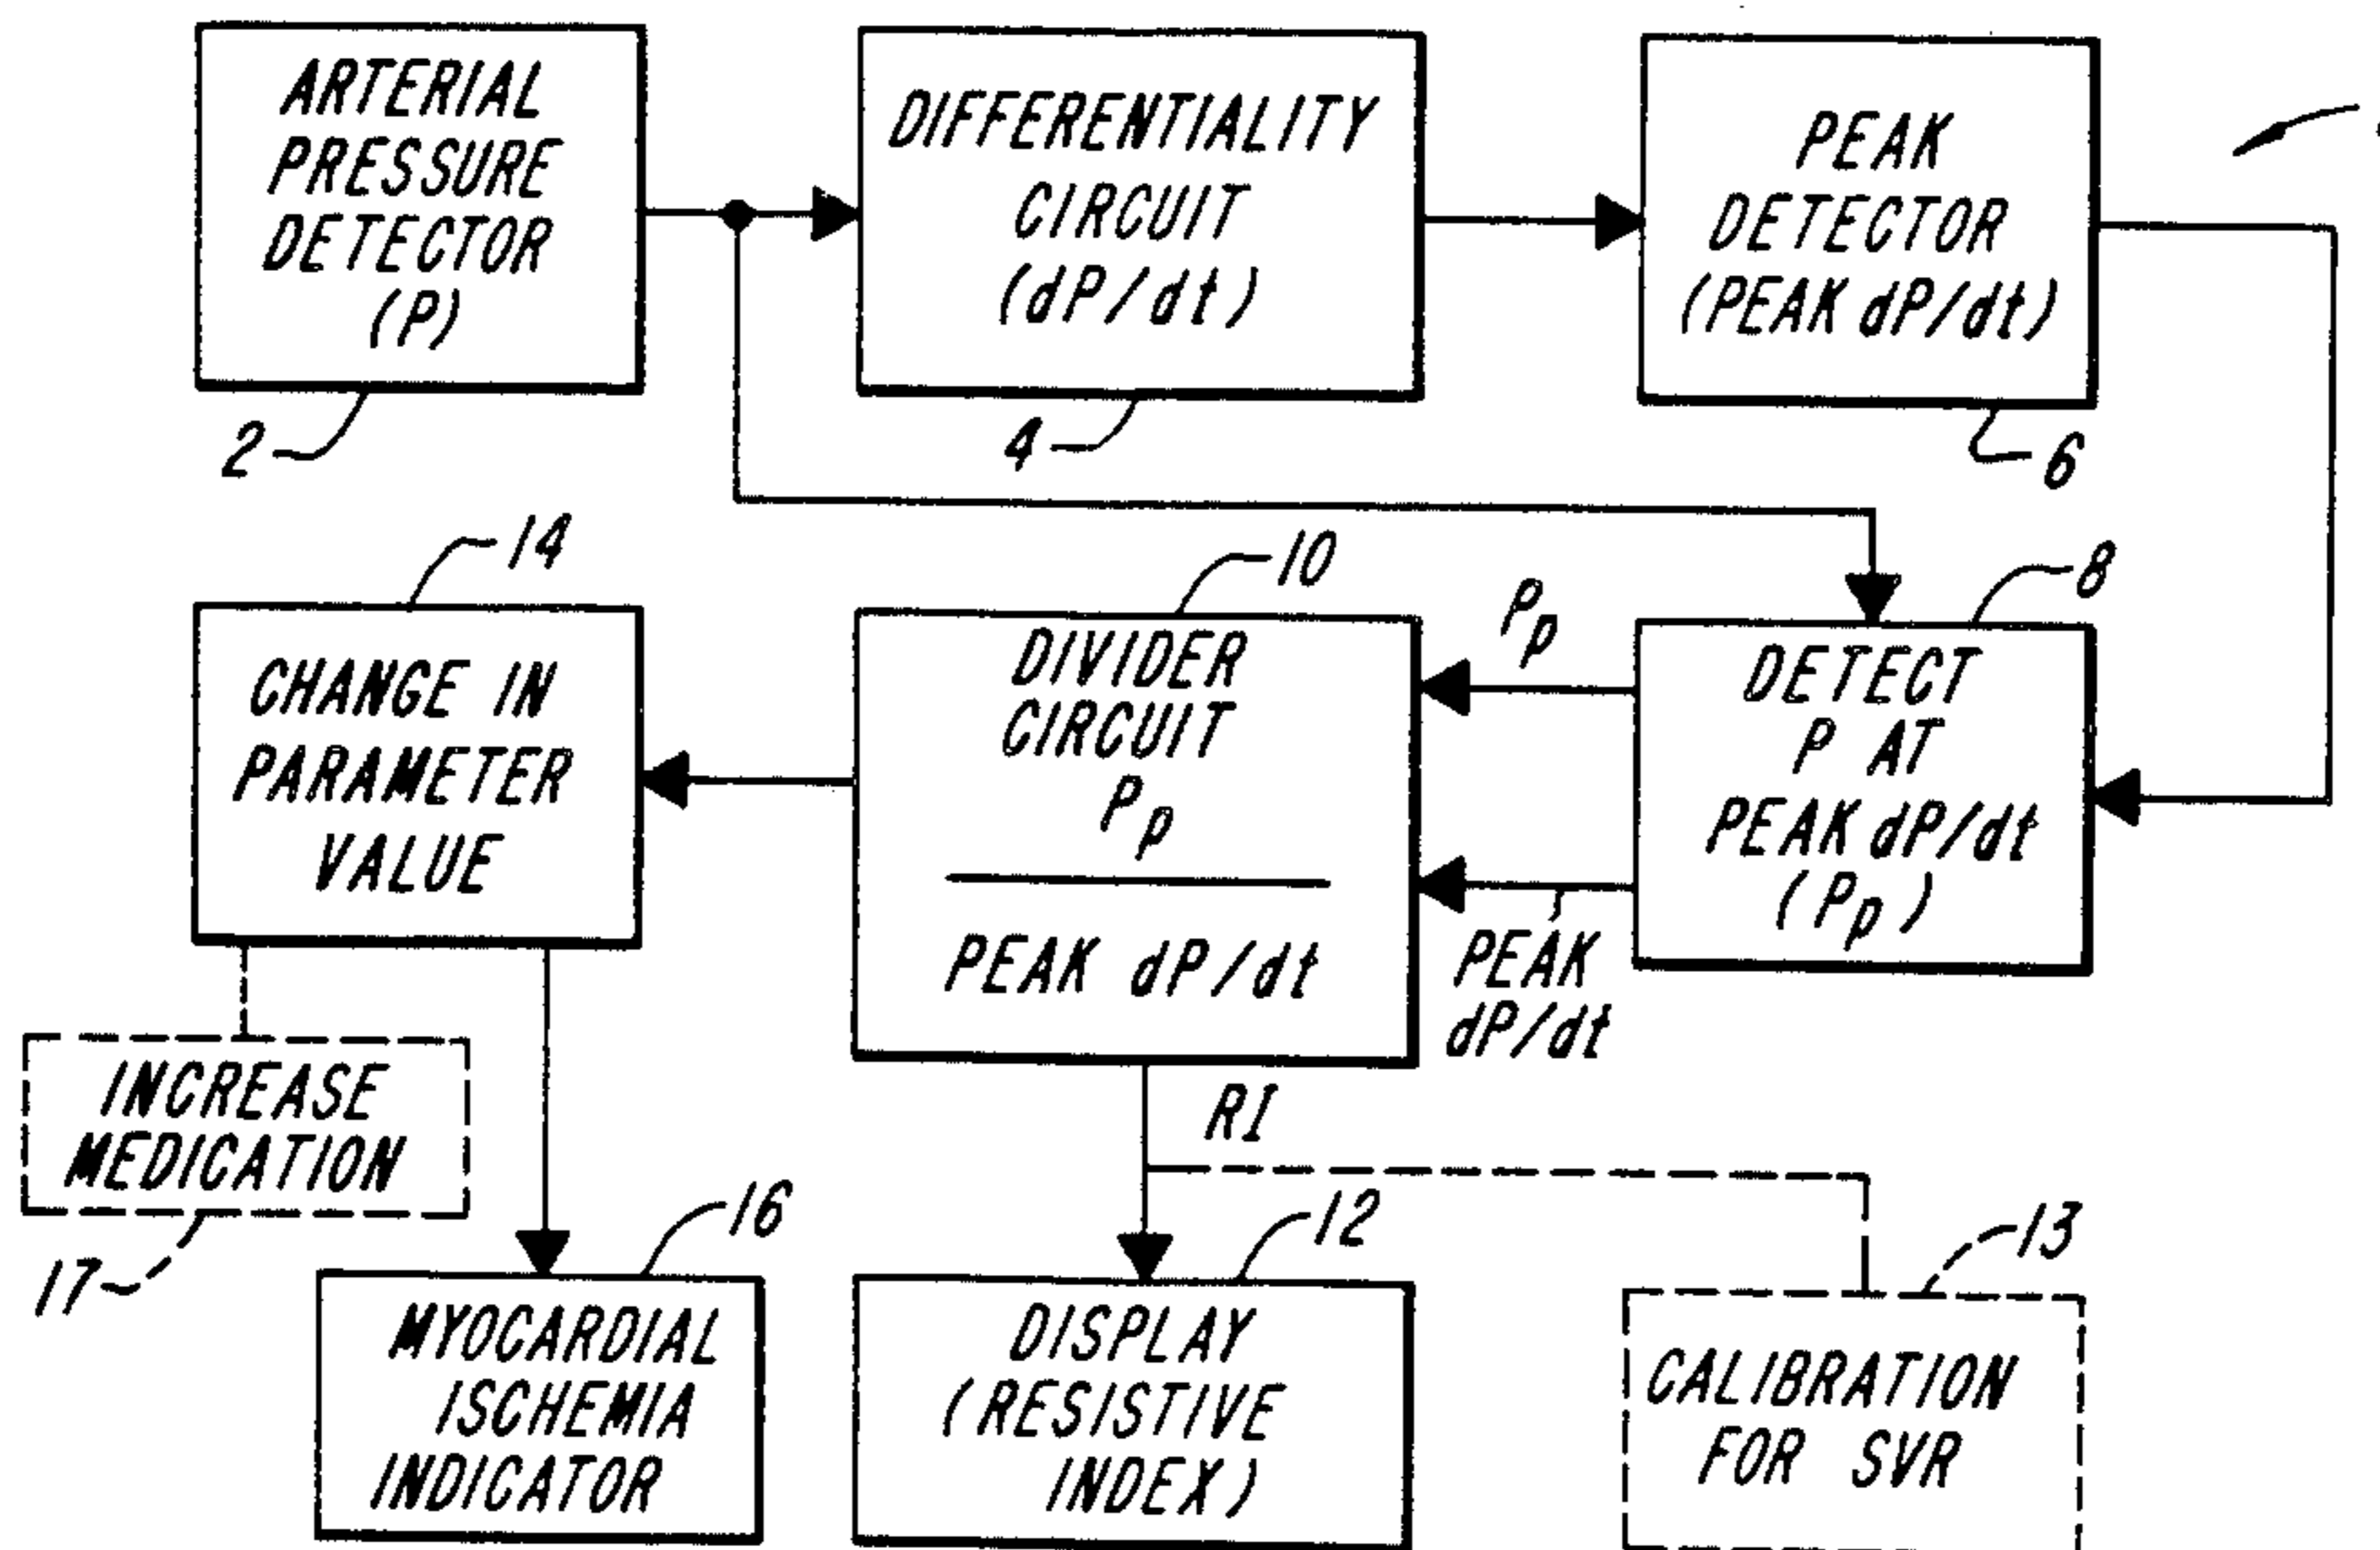 ARTERIAL
PRESSURE
DETECTOR
(P)
2
DIFFERENTIALITY
CIRCUIT
(dP/dt)
4
PEAK
DETECTOR
(PEAK dP/dt)
6
14
CHANGE IN
PARAMETER
VALUE
10
DIVIDER
CIRCUIT
Pp
PEAK dP/dt
Pp
PEAK
dP/dt
8
DETECT
P AT
PEAK dP/dt
(Pp)
INCREASE
MEDICATION
17
RI
16
MYOCARDIAL
ISCHEMIA
INDICATOR
12
DISPLAY
(RESISTIVE
INDEX)
13
CALIBRATION
FOR SVR